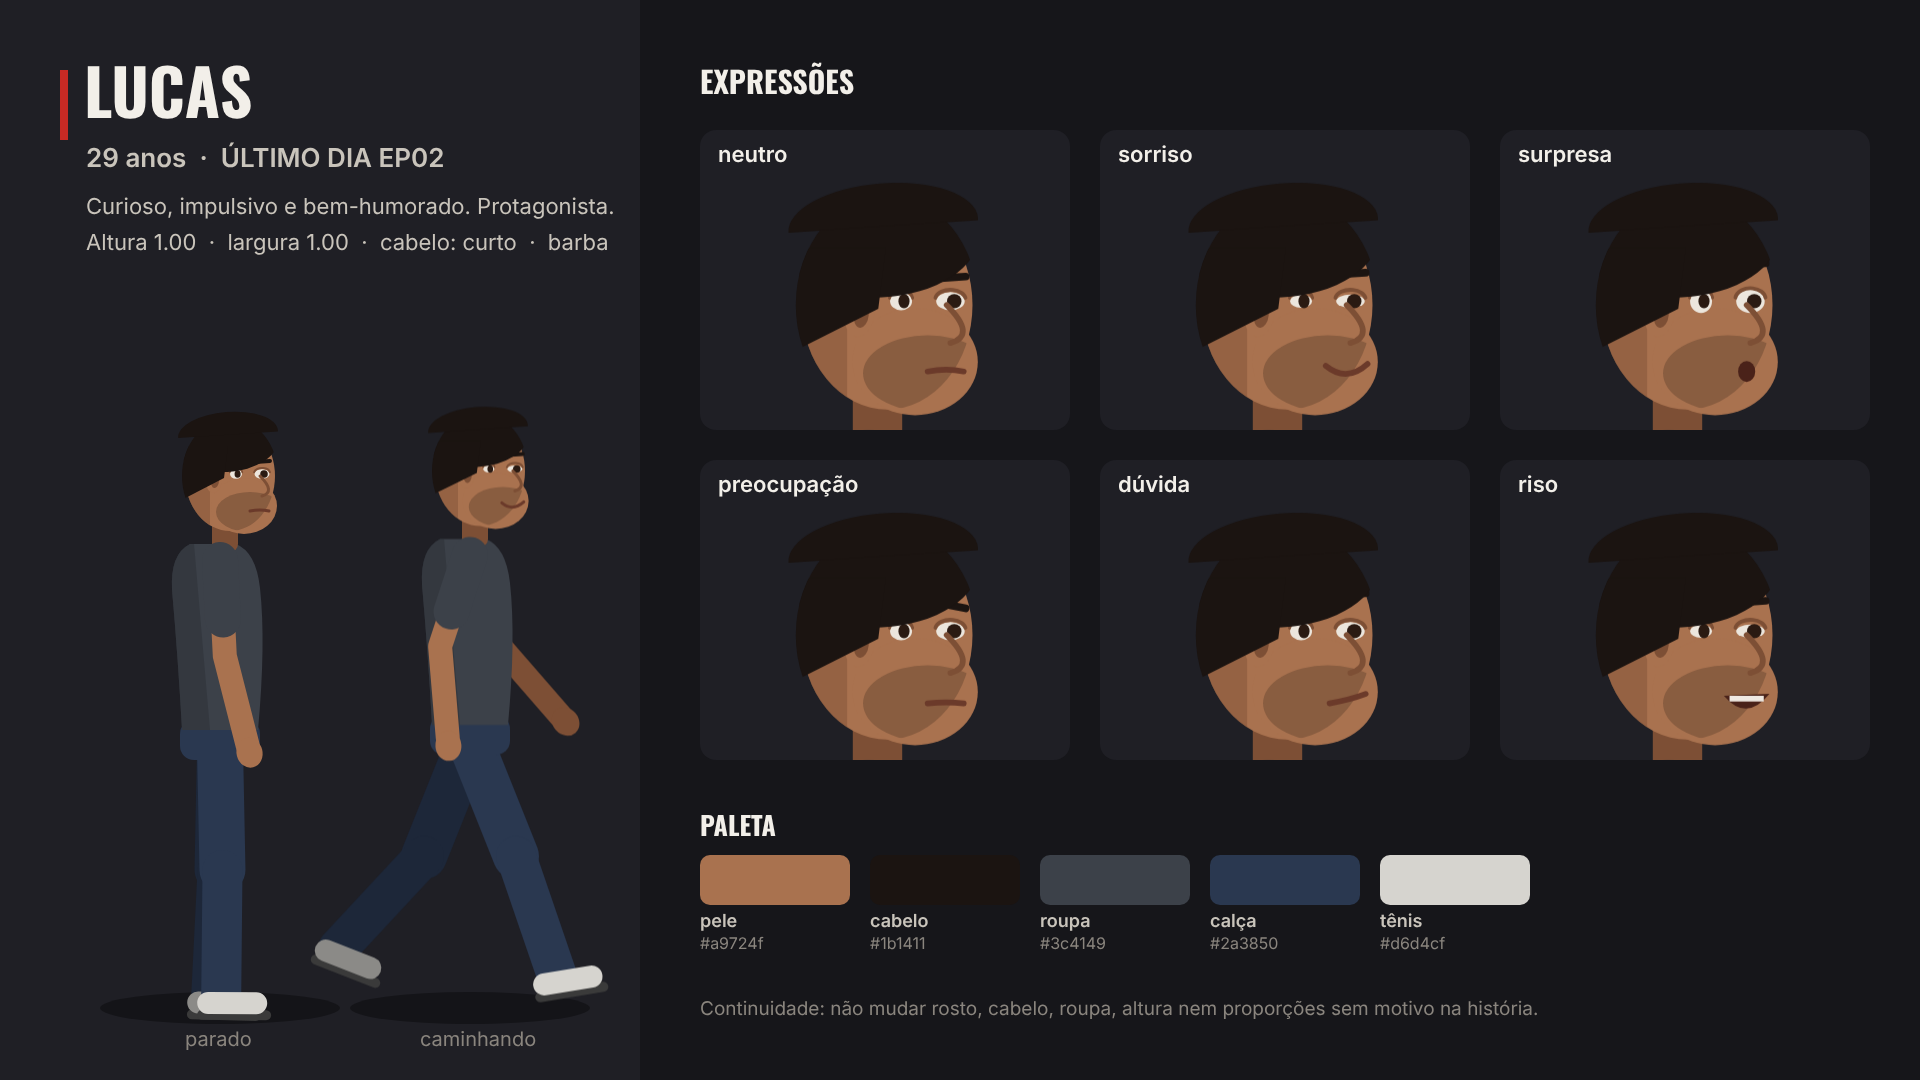 LUCAS
29 anos · ÚLTIMO DIA EP02
Curioso, impulsivo e bem-humorado. Protagonista.
Altura 1.00 · largura 1.00 · cabelo: curto · barba
parado
caminhando
EXPRESSÕES
neutro
sorriso
surpresa
preocupação
dúvida
riso
PALETA
pele
#a9724f
cabelo
#1b1411
roupa
#3c4149
calça
#2a3850
tênis
#d6d4cf
Continuidade: não mudar rosto, cabelo, roupa, altura nem proporções sem motivo na história.